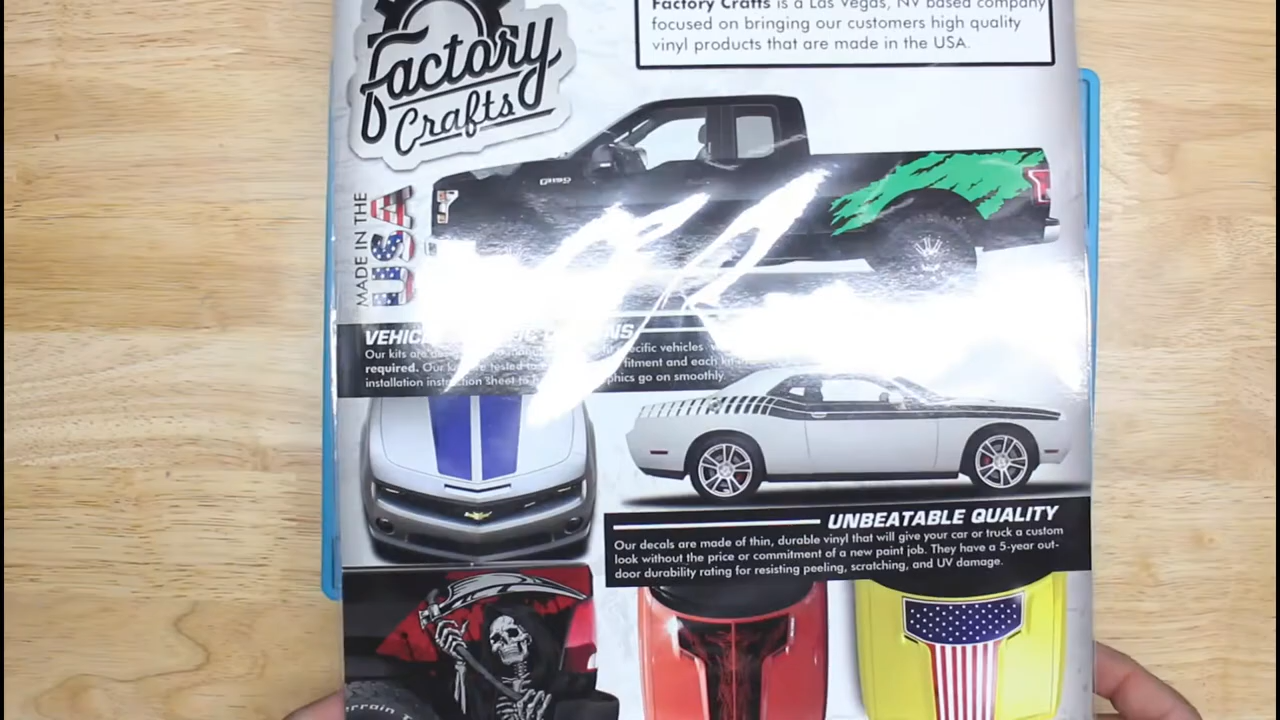 Factory Crafts is a Las Vegas, NV based company
focused on bringing our customers high quality
vinyl products that are made in the USA.
Factory
Crafts
MADE IN THE
USA
Our kits are
specific vehicles
required. Our
tested
fitment and each
installation instruction sheet to
graphics go on smoothly.
UNBEATABLE QUALITY
Our decals are made of thin, durable vinyl that will give your car or truck a custom
look without the price or commitment of a new paint job. They have a 5-year out-
door durability rating for resisting peeling, scratching, and UV damage.